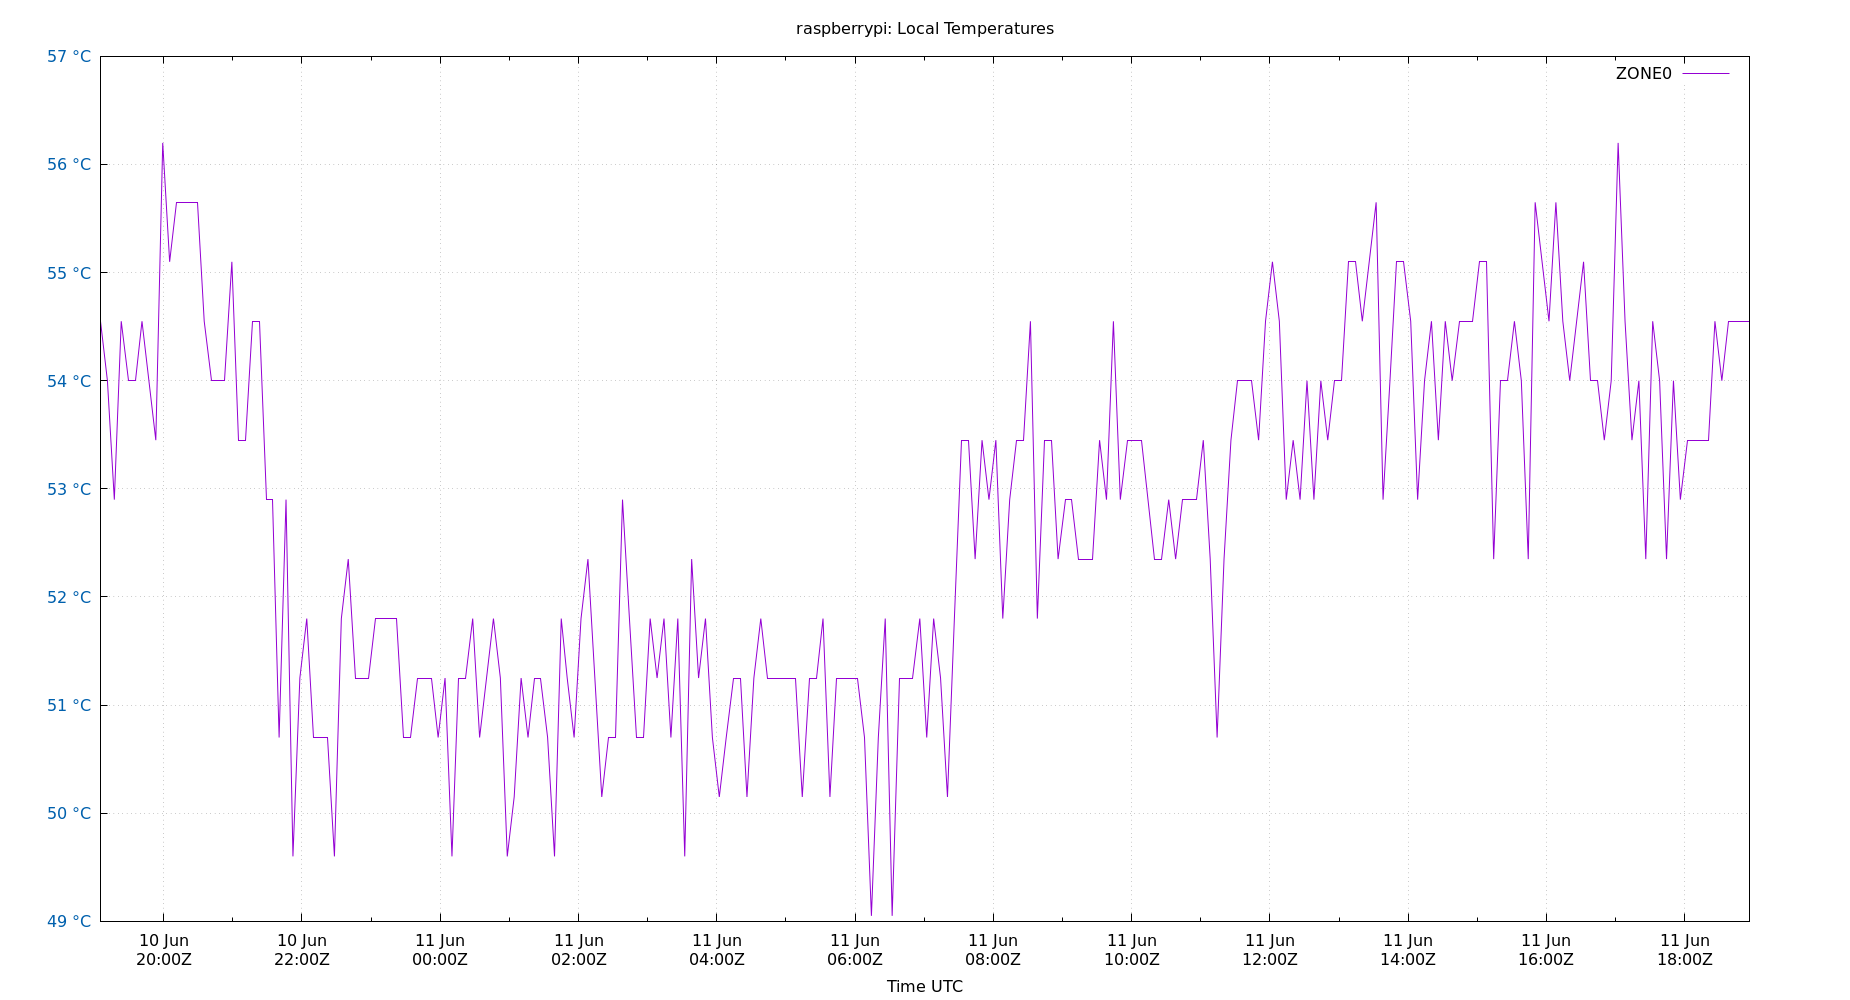 raspberrypi: Local Temperatures
57 °C
ZONE0
56 °C
55 °C
54 °C
53 °C
52 °C
51 °C
50 °C
49 °C
10 Jun 10 Jun 11 Jun 11 Jun 11 Jun 11 Jun 11 Jun 11 Jun 11 Jun 11 Jun 11 Jun 11 Jun
20:00Z 22:00Z 00:00Z 02:00Z 04:00Z 06:00Z 08:00Z 10:00Z 12:00Z 14:00Z 16:00Z 18:00Z
Time UTC